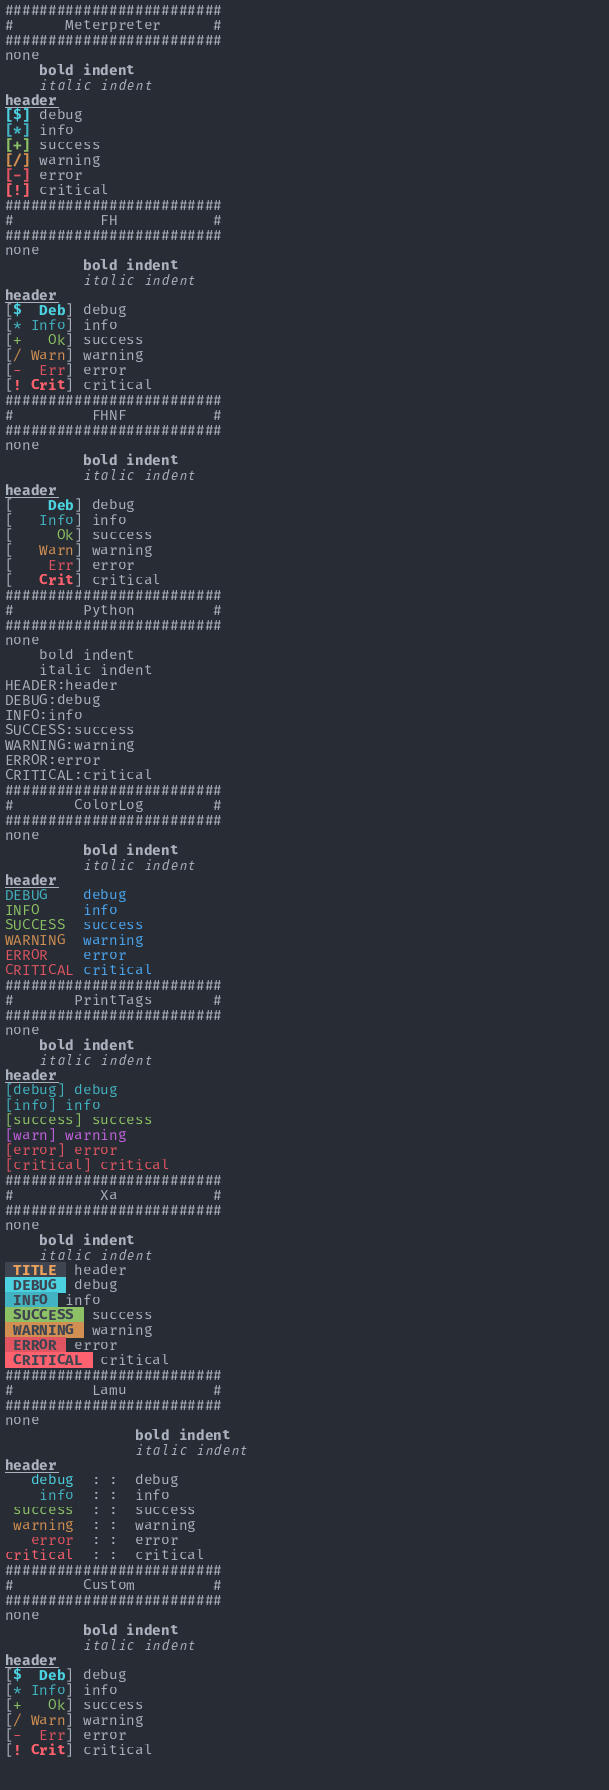 #########################
#      Meterpreter      #
#########################
none
    bold indent
    italic indent
header
[$] debug
[*] info
[+] success
[/] warning
[-] error
[!] critical
#########################
#          FH           #
#########################
none
         bold indent
         italic indent
header
[$  Deb] debug
[* Info] info
[+   Ok] success
[/ Warn] warning
[-  Err] error
[! Crit] critical
#########################
#         FHNF          #
#########################
none
         bold indent
         italic indent
header
[    Deb] debug
[   Info] info
[     Ok] success
[   Warn] warning
[    Err] error
[   Crit] critical
#########################
#        Python         #
#########################
none
    bold indent
    italic indent
HEADER:header
DEBUG:debug
INFO:info
SUCCESS:success
WARNING:warning
ERROR:error
CRITICAL:critical
#########################
#       ColorLog        #
#########################
none
         bold indent
         italic indent
header
DEBUG    debug
INFO     info
SUCCESS  success
WARNING  warning
ERROR    error
CRITICAL critical
#########################
#       PrintTags       #
#########################
none
    bold indent
    italic indent
header
[debug] debug
[info] info
[success] success
[warn] warning
[error] error
[critical] critical
#########################
#          Xa           #
#########################
none
    bold indent
    italic indent
 TITLE  header
 DEBUG  debug
 INFO  info
 SUCCESS  success
 WARNING  warning
 ERROR  error
 CRITICAL  critical
#########################
#         Lamu          #
#########################
none
               bold indent
               italic indent
header
   debug  : :  debug
    info  : :  info
 success  : :  success
 warning  : :  warning
   error  : :  error
critical  : :  critical
#########################
#        Custom         #
#########################
none
         bold indent
         italic indent
header
[$  Deb] debug
[* Info] info
[+   Ok] success
[/ Warn] warning
[-  Err] error
[! Crit] critical